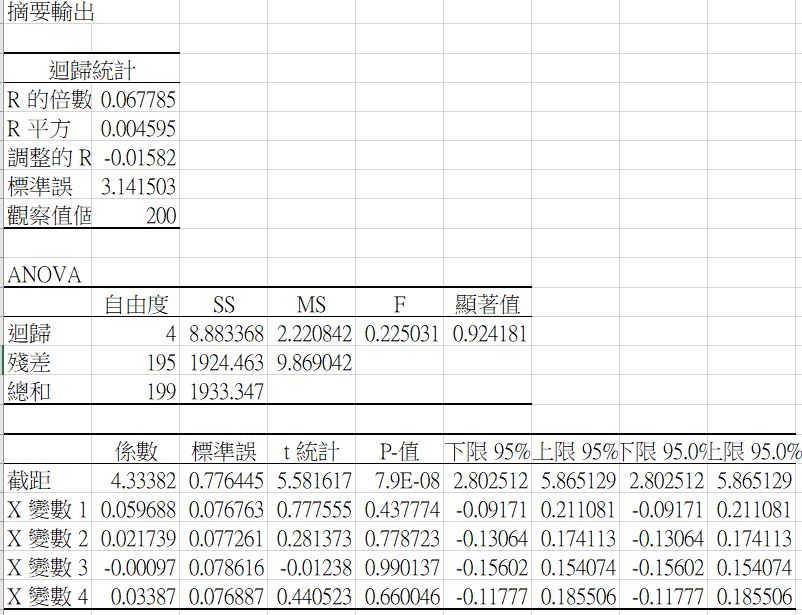 摘要輸出
迴歸統計
R 的倍數 0.067785
R 平方 0.004595
調整的 R -0.01582
標準誤 3.141503
觀察值個 200
ANOVA
自由度 SS MS F 顯著值
迴歸 4 8.883368 2.220842 0.225031 0.924181
殘差 195 1924.463 9.869042
總和 199 1933.347
係數 標準誤 t 統計 P-值 下限 95% 上限 95% 下限 95.0% 上限 95.0%
截距 4.33382 0.776445 5.581617 7.9E-08 2.802512 5.865129 2.802512 5.865129
X 變數 1 0.059688 0.076763 0.777555 0.437774 -0.09171 0.211081 -0.09171 0.211081
X 變數 2 0.021739 0.077261 0.281373 0.778723 -0.13064 0.174113 -0.13064 0.174113
X 變數 3 -0.00097 0.078616 -0.01238 0.990137 -0.15602 0.154074 -0.15602 0.154074
X 變數 4 0.03387 0.076887 0.440523 0.660046 -0.11777 0.185506 -0.11777 0.185506